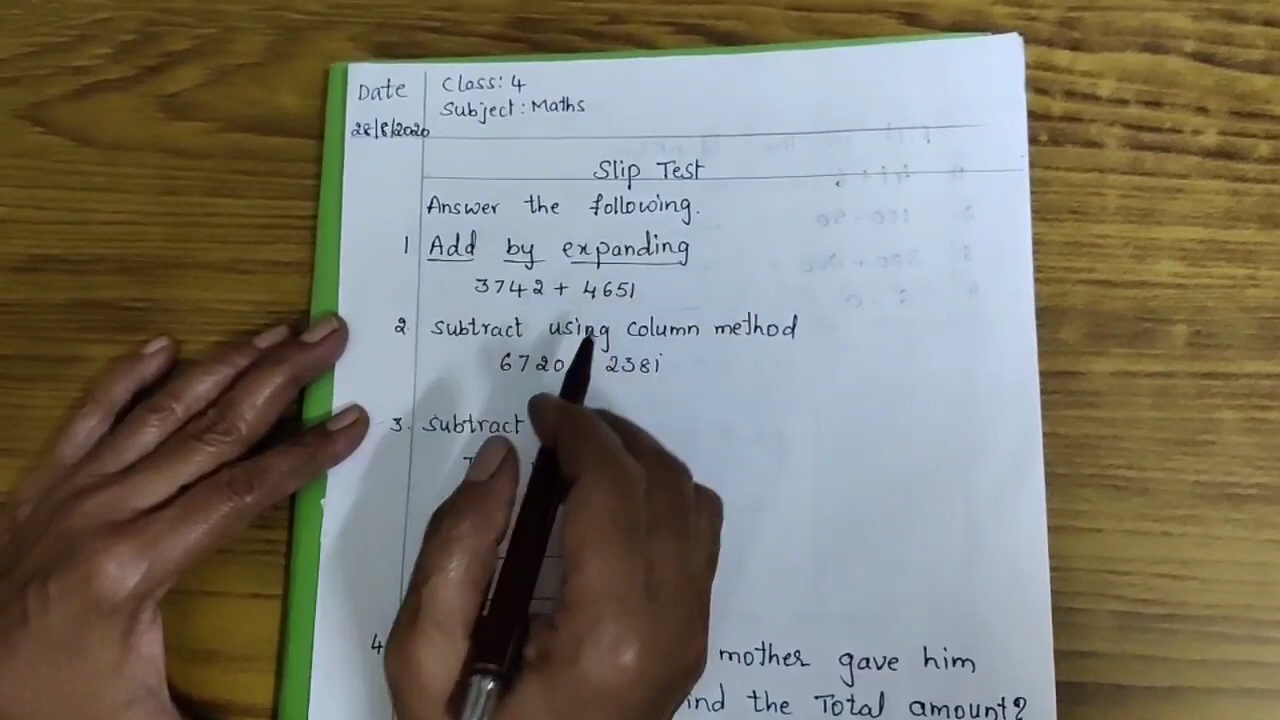 Date
Class: 4
Subject: Maths
28/8/2020
Slip Test
Answer the following.
1 Add by expanding
3742 + 4651
2. Subtract using column method
6720 2381
3. Subtract
4
mother gave him
the Total amount?